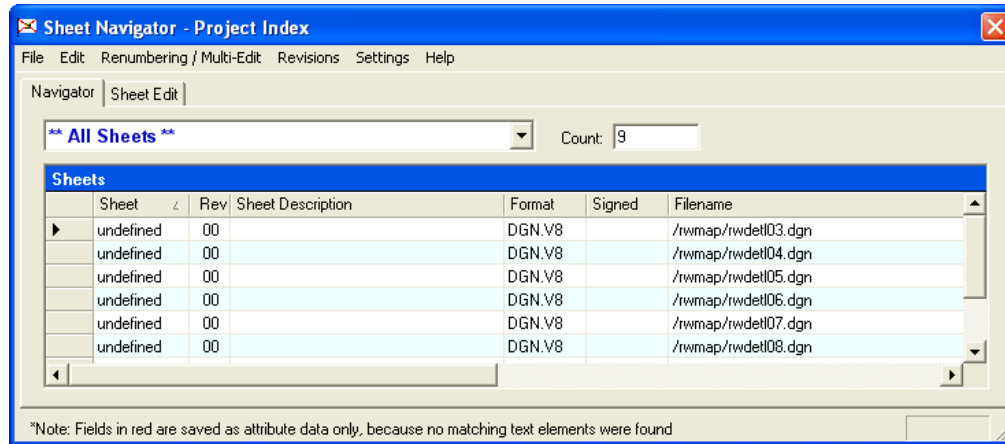 Sheet Navigator - Project Index
File Edit Renumbering / Multi-Edit Revisions Settings Help
Navigator Sheet Edit
** All Sheets ** Count: 9
Sheets
Sheet Rev Sheet Description Format Signed Filename
undefined 00 DGN.V8 /rwmap/rwdetl03.dgn
undefined 00 DGN.V8 /rwmap/rwdetl04.dgn
undefined 00 DGN.V8 /rwmap/rwdetl05.dgn
undefined 00 DGN.V8 /rwmap/rwdetl06.dgn
undefined 00 DGN.V8 /rwmap/rwdetl07.dgn
undefined 00 DGN.V8 /rwmap/rwdetl08.dgn
*Note: Fields in red are saved as attribute data only, because no matching text elements were found